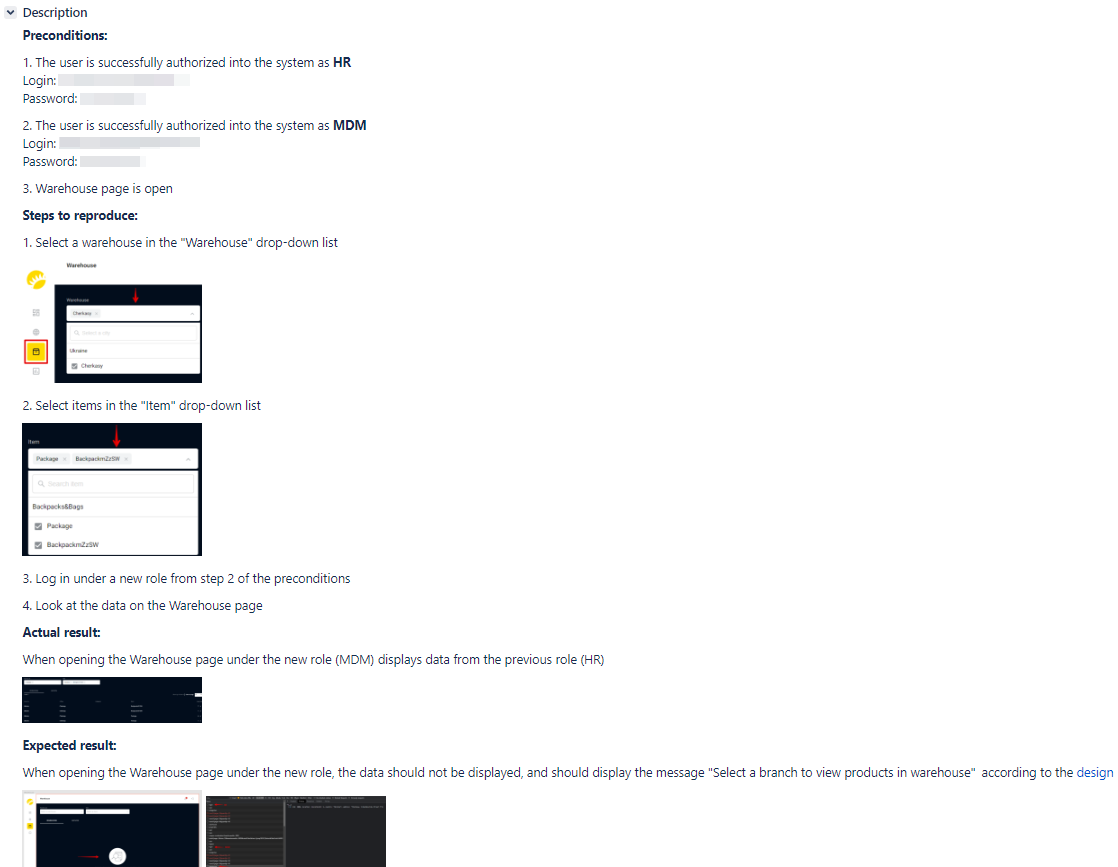 Description
Preconditions:
1. The user is successfully authorized into the system as HR
Login:
Password:
2. The user is successfully authorized into the system as MDM
Login:
Password:
3. Warehouse page is open
Steps to reproduce:
1. Select a warehouse in the "Warehouse" drop-down list
Warehouse
Warehouse
Cherkasy ×
Ukraine
Cherkasy
2. Select items in the "Item" drop-down list
Item
Package × BackpackmZzSW ×
Search item
Backpacks&Bags
Package
BackpackmZzSW
3. Log in under a new role from step 2 of the preconditions
4. Look at the data on the Warehouse page
Actual result:
When opening the Warehouse page under the new role (MDM) displays data from the previous role (HR)
Expected result:
When opening the Warehouse page under the new role, the data should not be displayed, and should display the message "Select a branch to view products in warehouse" according to the design